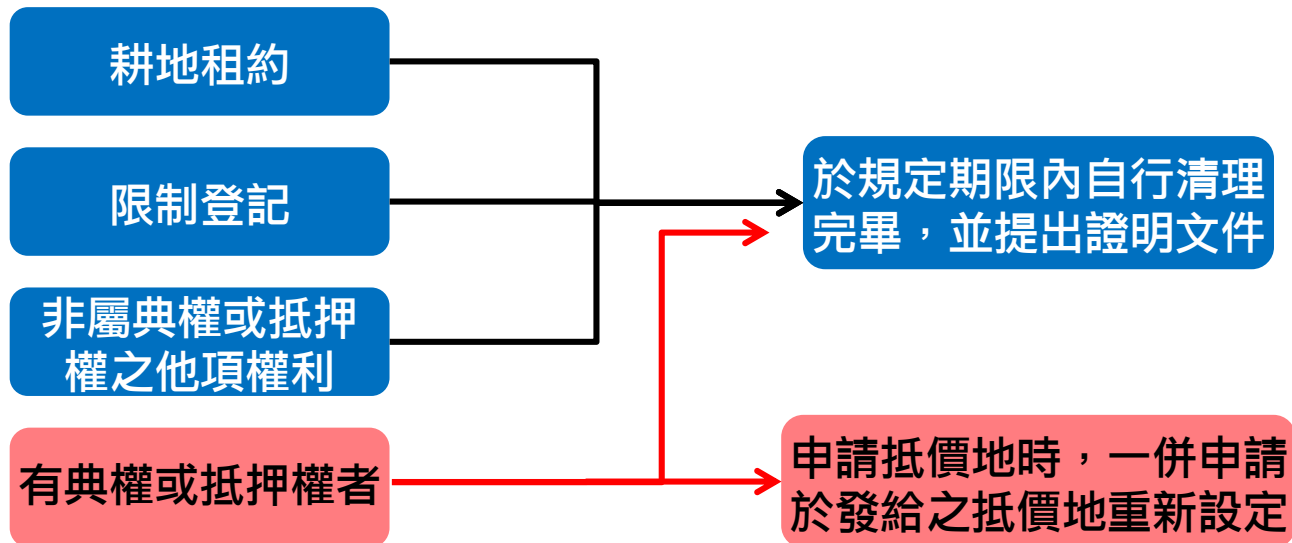 耕地租約
限制登記
非屬典權或抵押
權之他項權利
有典權或抵押權者
於規定期限內自行清理
完畢，並提出證明文件
申請抵價地時，一併申請
於發給之抵價地重新設定